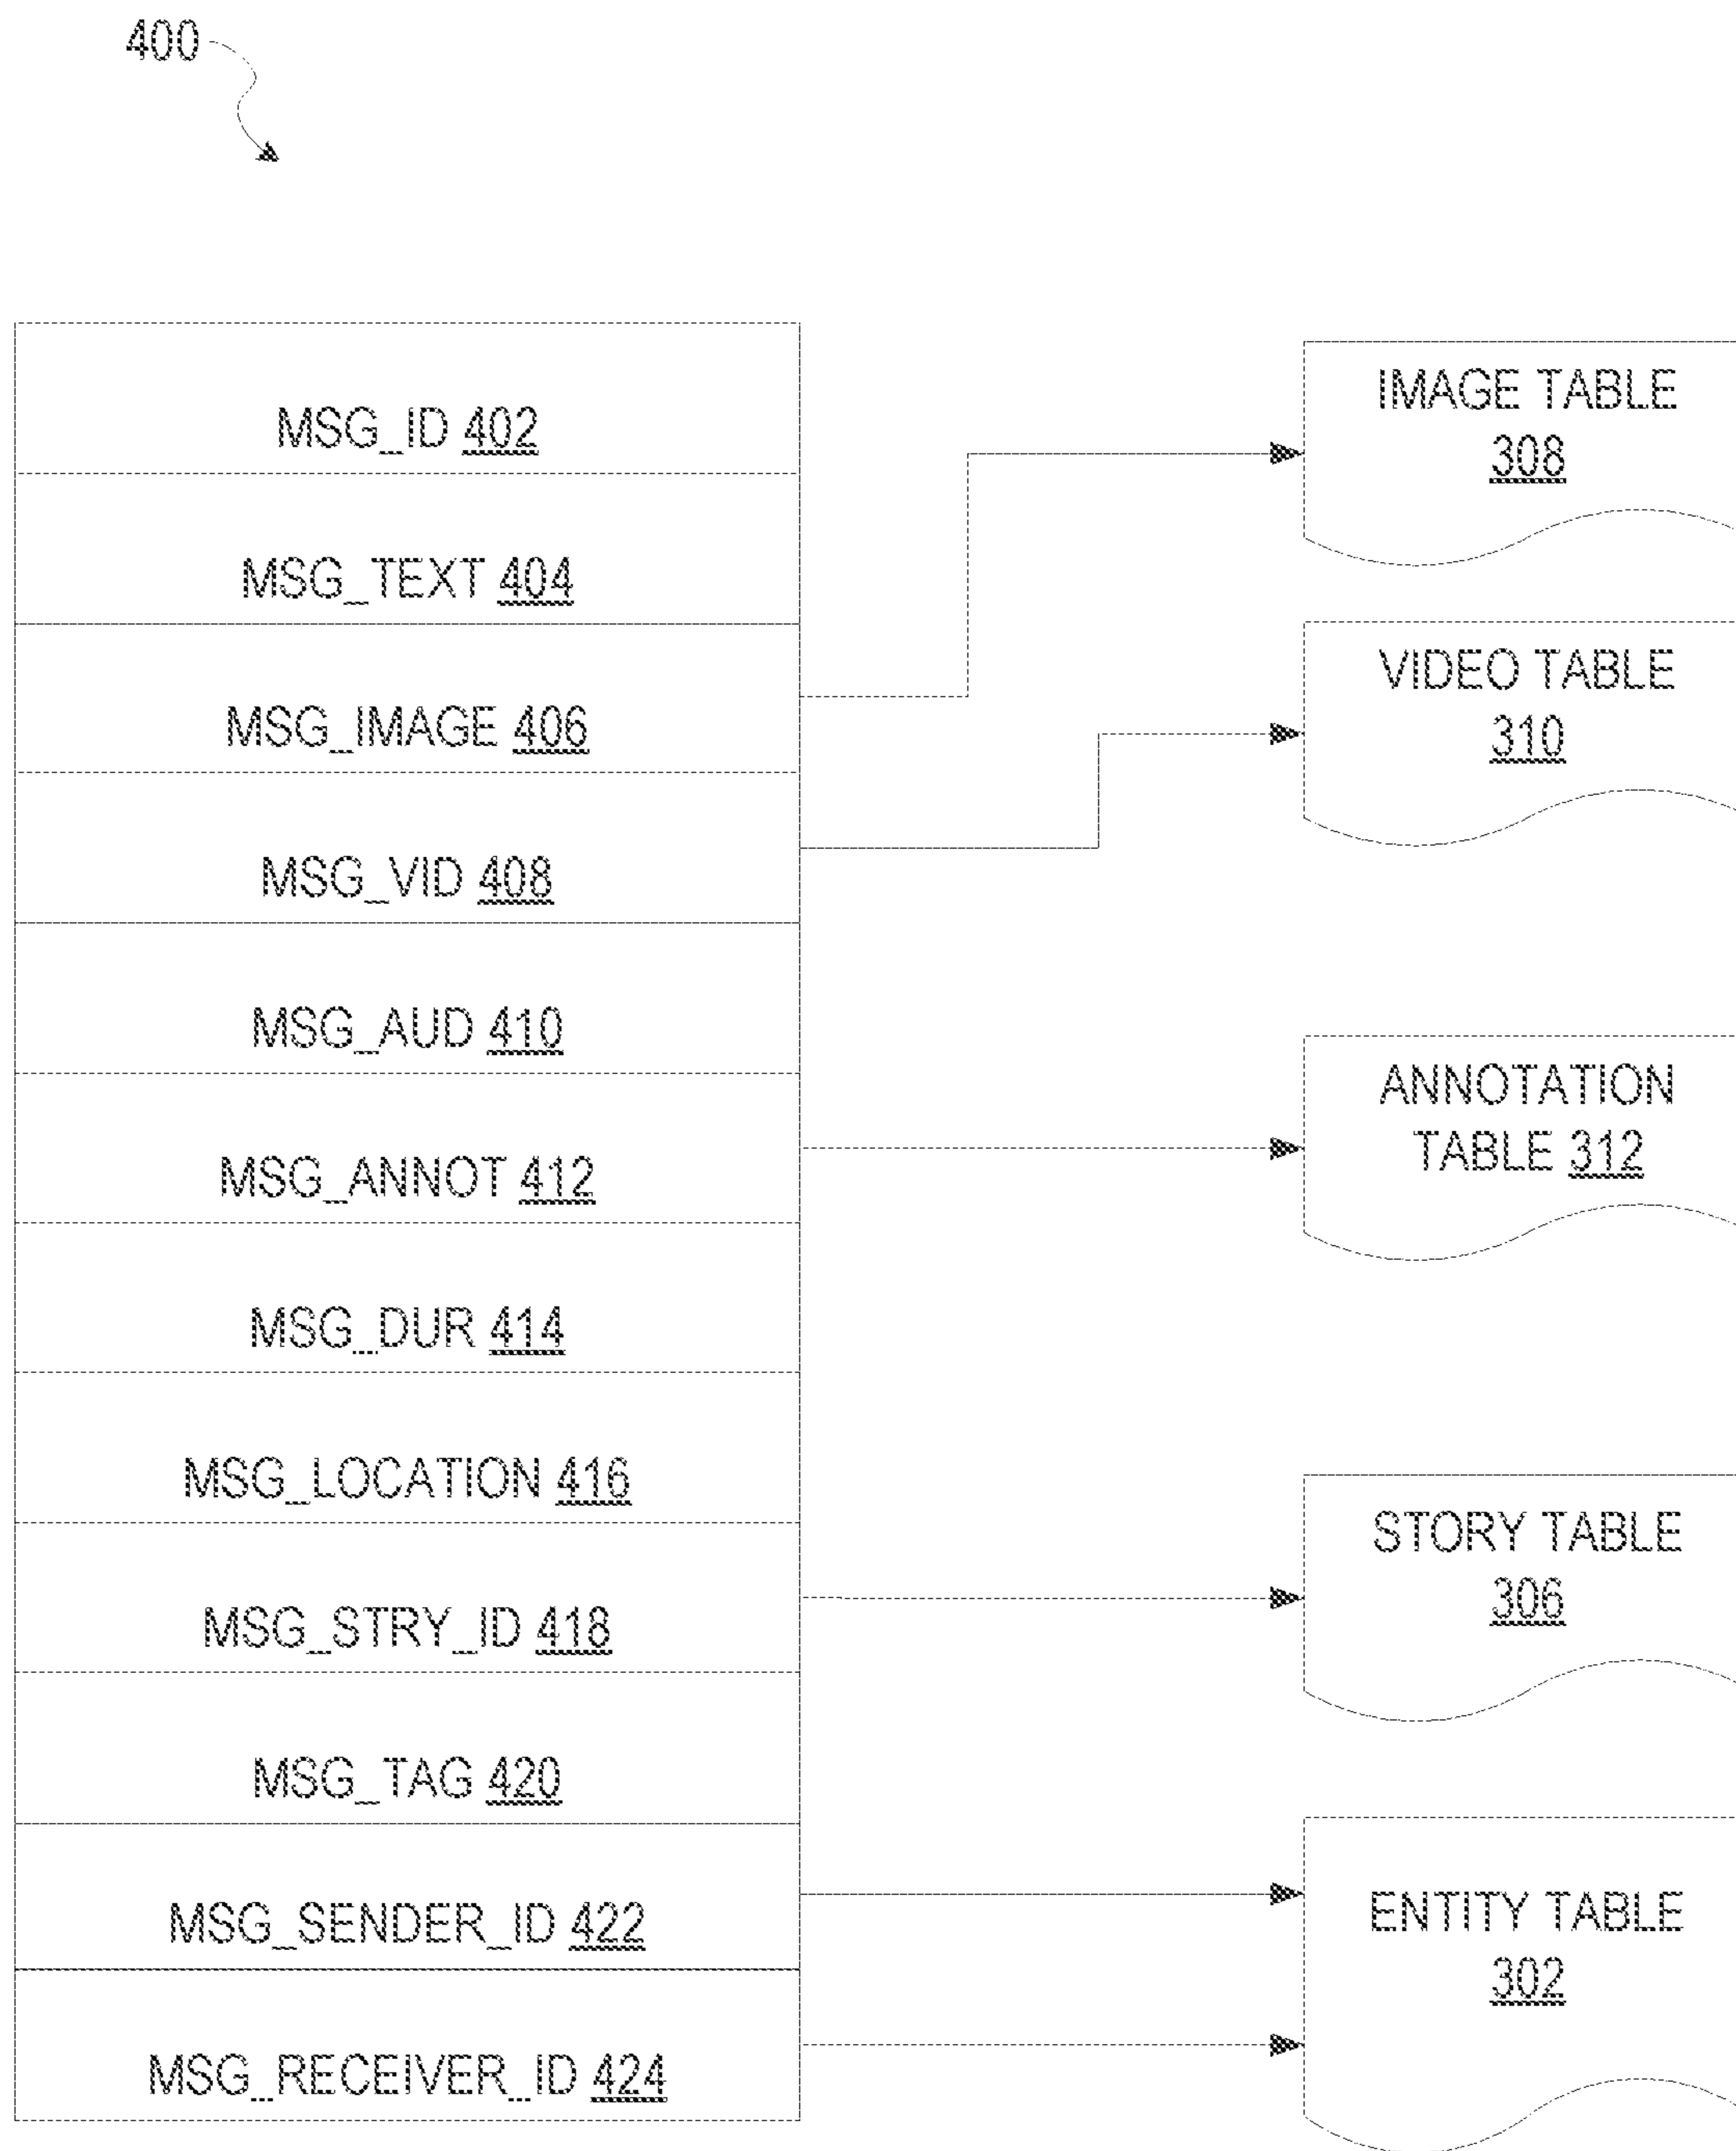 400
MSG_ID 402
MSG_TEXT 404
MSG_IMAGE 406
MSG_VID 408
MSG_AUD 410
MSG_ANNOT 412
MSG_DUR 414
MSG_LOCATION 416
MSG_STRY_ID 418
MSG_TAG 420
MSG_SENDER_ID 422
MSG_RECEIVER_ID 424
IMAGE TABLE
308
VIDEO TABLE
310
ANNOTATION
TABLE 312
STORY TABLE
306
ENTITY TABLE
302